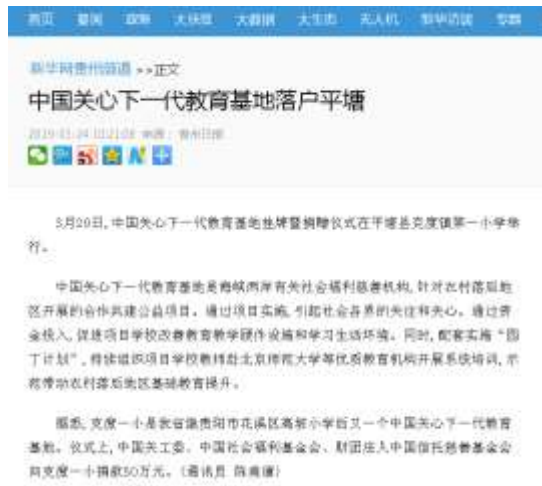 首页 要闻 政务 大扶贫 大数据 大生态 无人机 新华访谈 专题
新华网贵州频道 >>正文
中国关心下一代教育基地落户平塘
来源： 贵州日报
3月20日，中国关心下一代教育基地挂牌暨捐赠仪式在平塘县克度镇第一小学举
行。
中国关心下一代教育基地是海峡两岸有关社会福利慈善机构，针对农村落后地
区开展的合作共建公益项目。通过项目实施，引起社会各界的关注和关心。通过资
金投入，促进项目学校改善教育教学硬件设施和学习生活环境。同时，配套实施“园
丁计划”，持续组织项目学校教师赴北京师范大学等优质教育机构开展系统培训，示
范带动农村落后地区基础教育提升。
据悉，克度一小是我省继贵阳市花溪区高坡小学后又一个中国关心下一代教育
基地。仪式上，中国关工委、中国社会福利基金会、财团法人中国信托慈善基金会
向克度一小捐款50万元。（通讯员